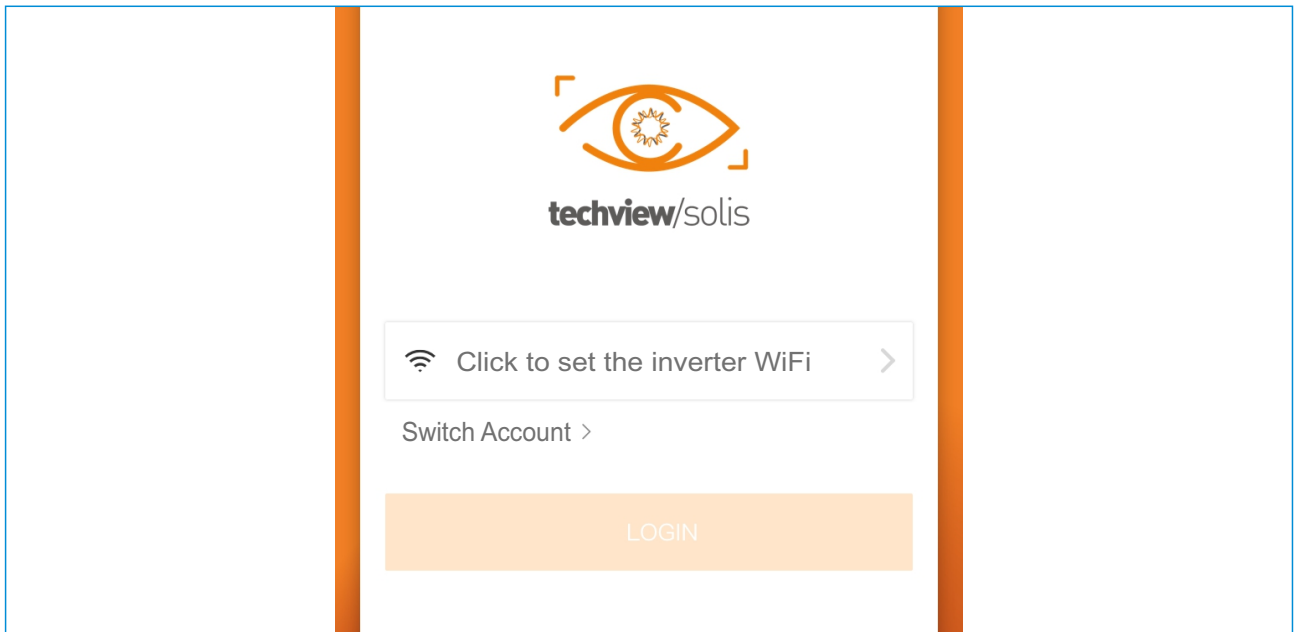 techview/solis
Click to set the inverter WiFi
Switch Account >
LOGIN